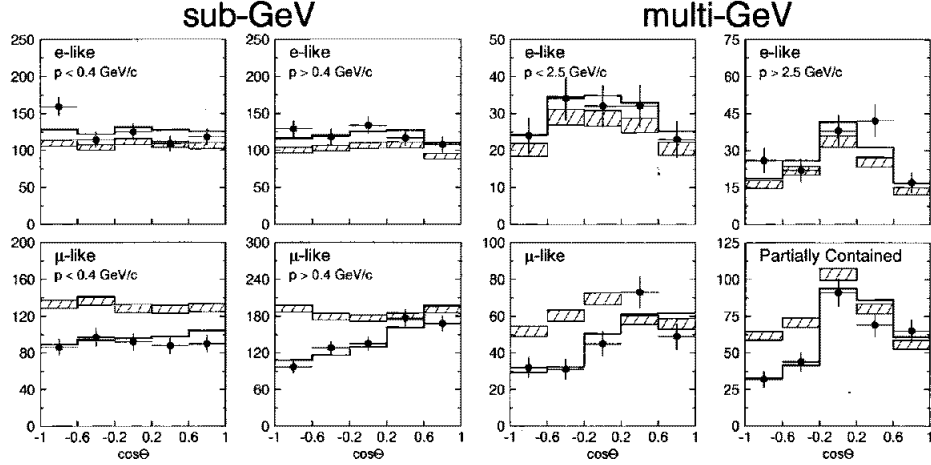 sub-GeV multi-GeV
250 250 50 75
e-like e-like e-like e-like
p < 0.4 GeV/c p > 0.4 GeV/c p < 2.5 GeV/c p > 2.5 GeV/c
200 200 40 60
150 150 30 45
100 100 20 30
50 50 10 15
0 0 0 0
200 300 100 125
μ-like μ-like μ-like Partially Contained
p < 0.4 GeV/c p > 0.4 GeV/c
160 240 80 100
120 180 60 75
80 120 40 50
40 60 20 25
0 0 0 0
-1 -0.6 -0.2 0.2 0.6 1 -1 -0.6 -0.2 0.2 0.6 1 -1 -0.6 -0.2 0.2 0.6 1 -1 -0.6 -0.2 0.2 0.6 1
cosΘ cosΘ cosΘ cosΘ